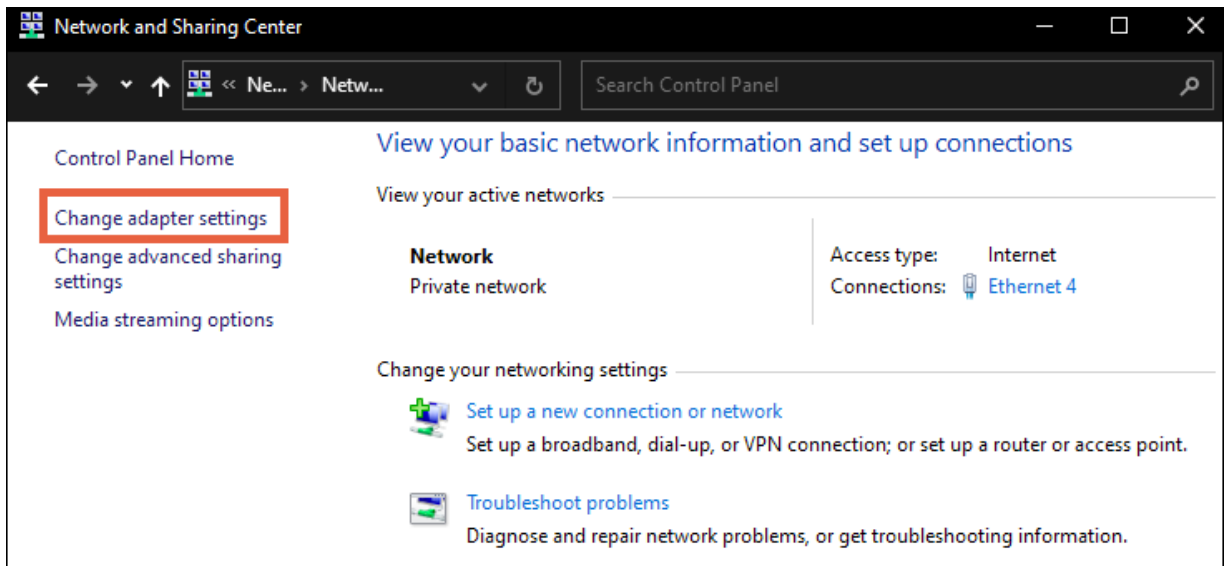 Network and Sharing Center
« Ne... › Netw...
Search Control Panel
Control Panel Home
Change adapter settings
Change advanced sharing
settings
Media streaming options
View your basic network information and set up connections
View your active networks
Network
Private network
Access type: Internet
Connections: Ethernet 4
Change your networking settings
Set up a new connection or network
Set up a broadband, dial-up, or VPN connection; or set up a router or access point.
Troubleshoot problems
Diagnose and repair network problems, or get troubleshooting information.